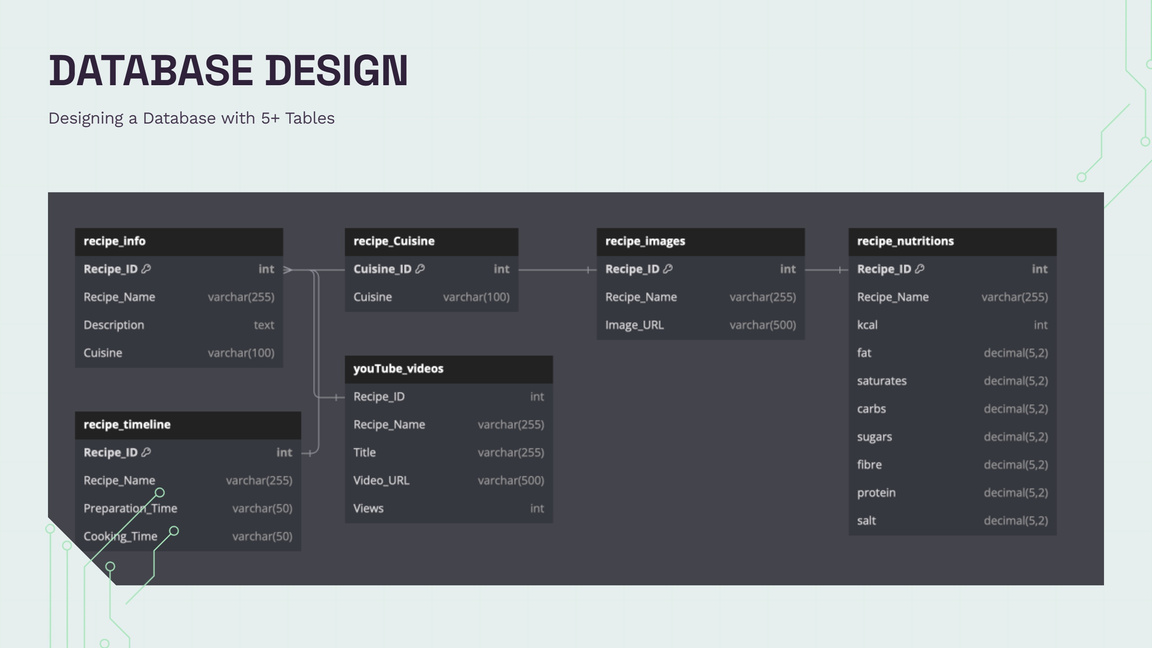 DATABASE DESIGN
Designing a Database with 5+ Tables
recipe_info
Recipe_ID int
Recipe_Name varchar(255)
Description text
Cuisine varchar(100)
recipe_timeline
Recipe_ID int
Recipe_Name varchar(255)
Preparation_Time varchar(50)
Cooking_Time varchar(50)
recipe_Cuisine
Cuisine_ID int
Cuisine varchar(100)
youTube_videos
Recipe_ID int
Recipe_Name varchar(255)
Title varchar(255)
Video_URL varchar(500)
Views int
recipe_images
Recipe_ID int
Recipe_Name varchar(255)
Image_URL varchar(500)
recipe_nutritions
Recipe_ID int
Recipe_Name varchar(255)
kcal int
fat decimal(5,2)
saturates decimal(5,2)
carbs decimal(5,2)
sugars decimal(5,2)
fibre decimal(5,2)
protein decimal(5,2)
salt decimal(5,2)